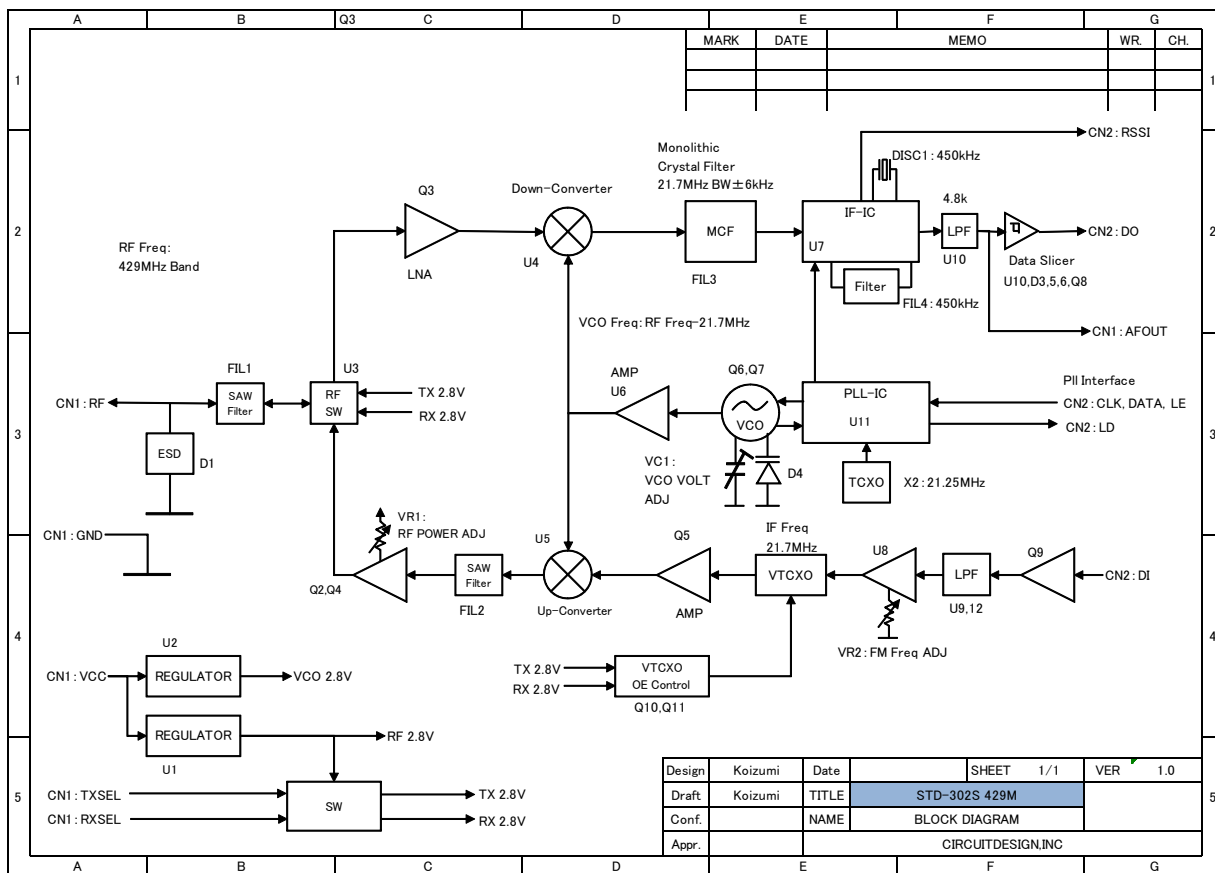 A B Q3 C D E F G
MARK DATE MEMO WR. CH.
1 1
CN2:RSSI
Monolithic
Crystal Filter
21.7MHz BW±6kHz
DISC1:450kHz
Q3
Down-Converter
IF-IC
4.8k
2 2
RF Freq:
429MHz Band
MCF
U7
LPF
CN2:DO
LNA
U4
FIL3
Filter
FIL4:450kHz
U10
Data Slicer
U10,D3,5,6,Q8
VCO Freq:RF Freq-21.7MHz
CN1:AFOUT
FIL1
U3
AMP
U6
Q6,Q7
PLL-IC
Pll Interface
CN1:RF
SAW
Filter
RF
SW
TX 2.8V
RX 2.8V
VCO
U11
CN2:CLK, DATA, LE
CN2:LD
3 3
ESD
D1
VC1:
VCO VOLT
ADJ
D4
TCXO
X2:21.25MHz
CN1:GND
VR1:
RF POWER ADJ
U5
Q5
IF Freq
21.7MHz
U8
Q9
Q2,Q4
SAW
Filter
FIL2
Up-Converter
AMP
VTCXO
LPF
U9,12
CN2:DI
4 4
VR2:FM Freq ADJ
U2
CN1:VCC
REGULATOR
VCO 2.8V
TX 2.8V
RX 2.8V
VTCXO
OE Control
Q10,Q11
REGULATOR
RF 2.8V
U1
5 5
CN1:TXSEL
CN1:RXSEL
SW
TX 2.8V
RX 2.8V
Design Koizumi Date SHEET 1/1 VER 1.0
Draft Koizumi TITLE STD-302S 429M
Conf. NAME BLOCK DIAGRAM
Appr. CIRCUITDESIGN,INC
A B C D E F G